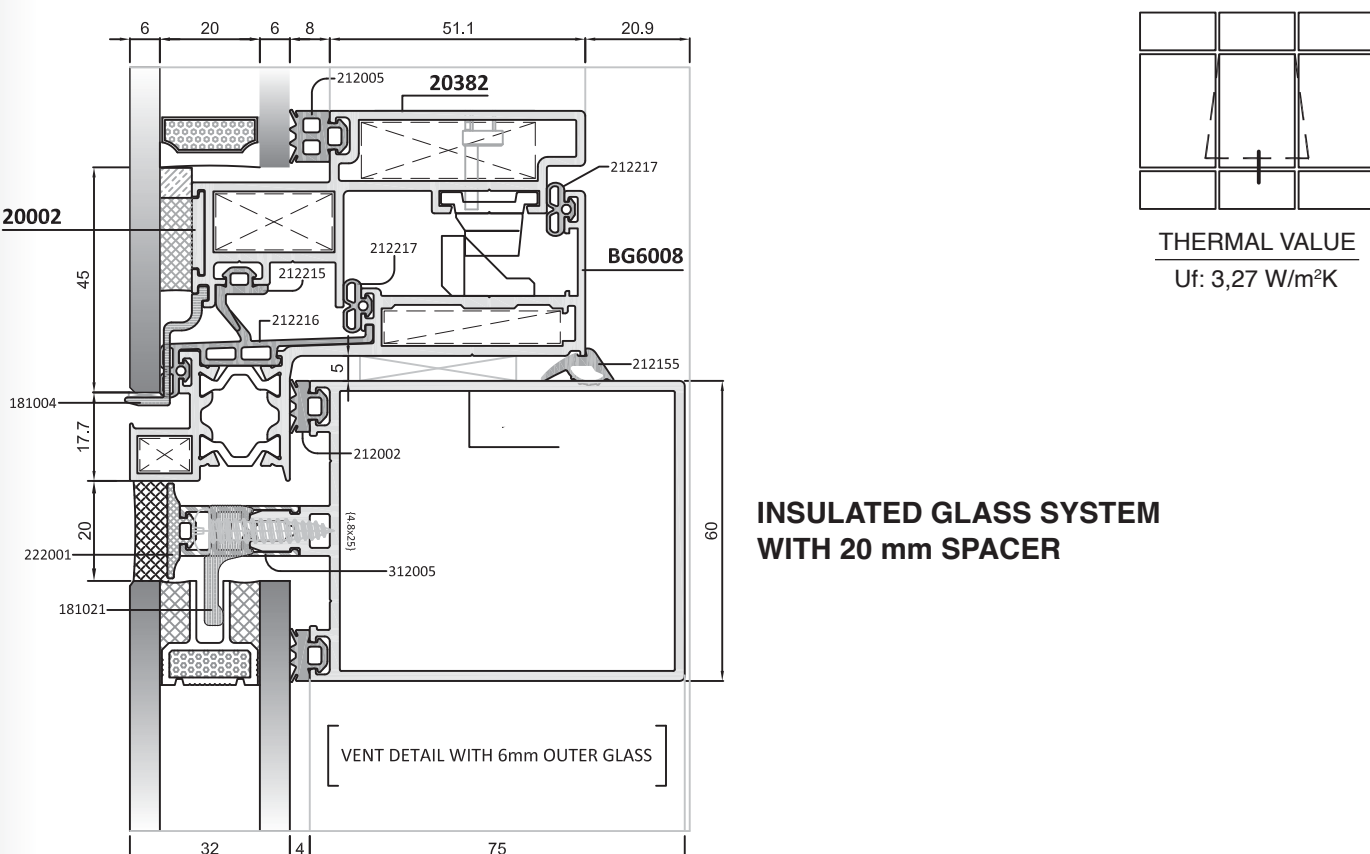 6 20 6 8 51.1 20.9
212005
20382
212217
20002
212217
BG6008
45
212215
212216
5
212155
181004
17.7
212002
THERMAL VALUE
Uf: 3,27 W/m²K
INSULATED GLASS SYSTEM
WITH 20 mm SPACER
20
(4.8x25)
60
222001
312005
181021
VENT DETAIL WITH 6mm OUTER GLASS
32 4 75